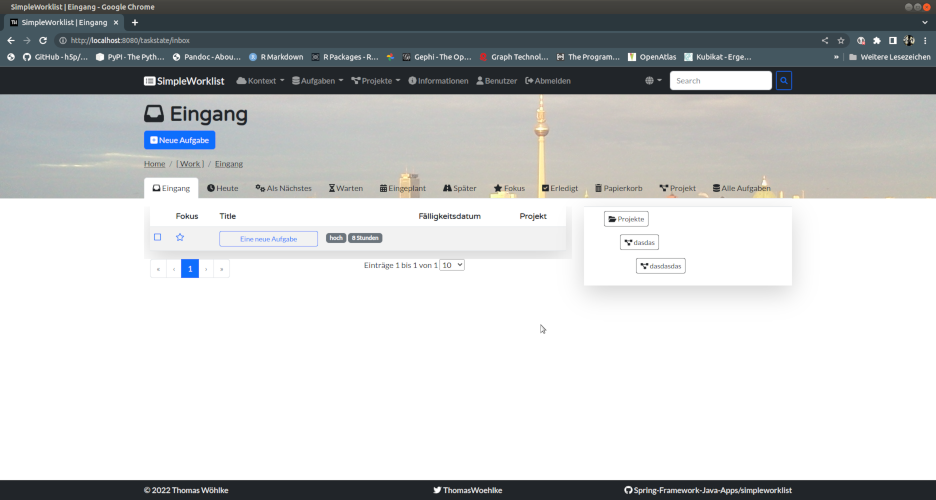 SimpleWorklist | Eingang - Google Chrome
SimpleWorklist | Eingang
http://localhost:8080/taskstate/inbox
GitHub - h5p/... PyPI · The Pyth... Pandoc - Abou... R Markdown R Packages - R... Gephi - The Op... Graph Technol... The Program... OpenAtlas Kubikat - Erge... » Weitere Lesezeichen
SimpleWorklist Kontext Aufgaben Projekte Informationen Benutzer Abmelden Search
Eingang
Neue Aufgabe
Home / [ Work ] / Eingang
Eingang Heute Als Nächstes Warten Eingeplant Später Fokus Erledigt Papierkorb Projekt Alle Aufgaben
Fokus Title Fälligkeitsdatum Projekt
Eine neue Aufgabe hoch 8 Stunden
« ‹ 1 › » Einträge 1 bis 1 von 1 10
Projekte
dasdas
dasdasdas
© 2022 Thomas Wöhlke ThomasWoehlke Spring-Framework-Java-Apps/simpleworklist